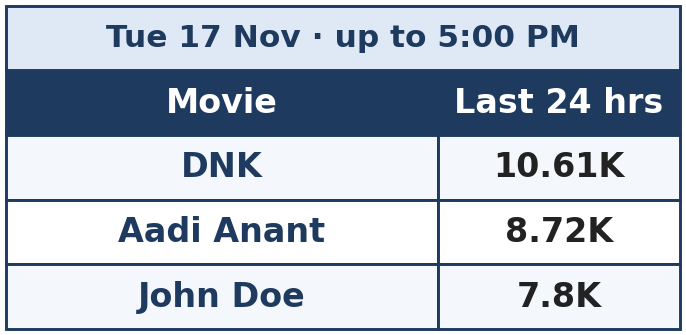 Tue 17 Nov · up to 5:00 PM
Movie Last 24 hrs
DNK 10.61K
Aadi Anant 8.72K
John Doe 7.8K